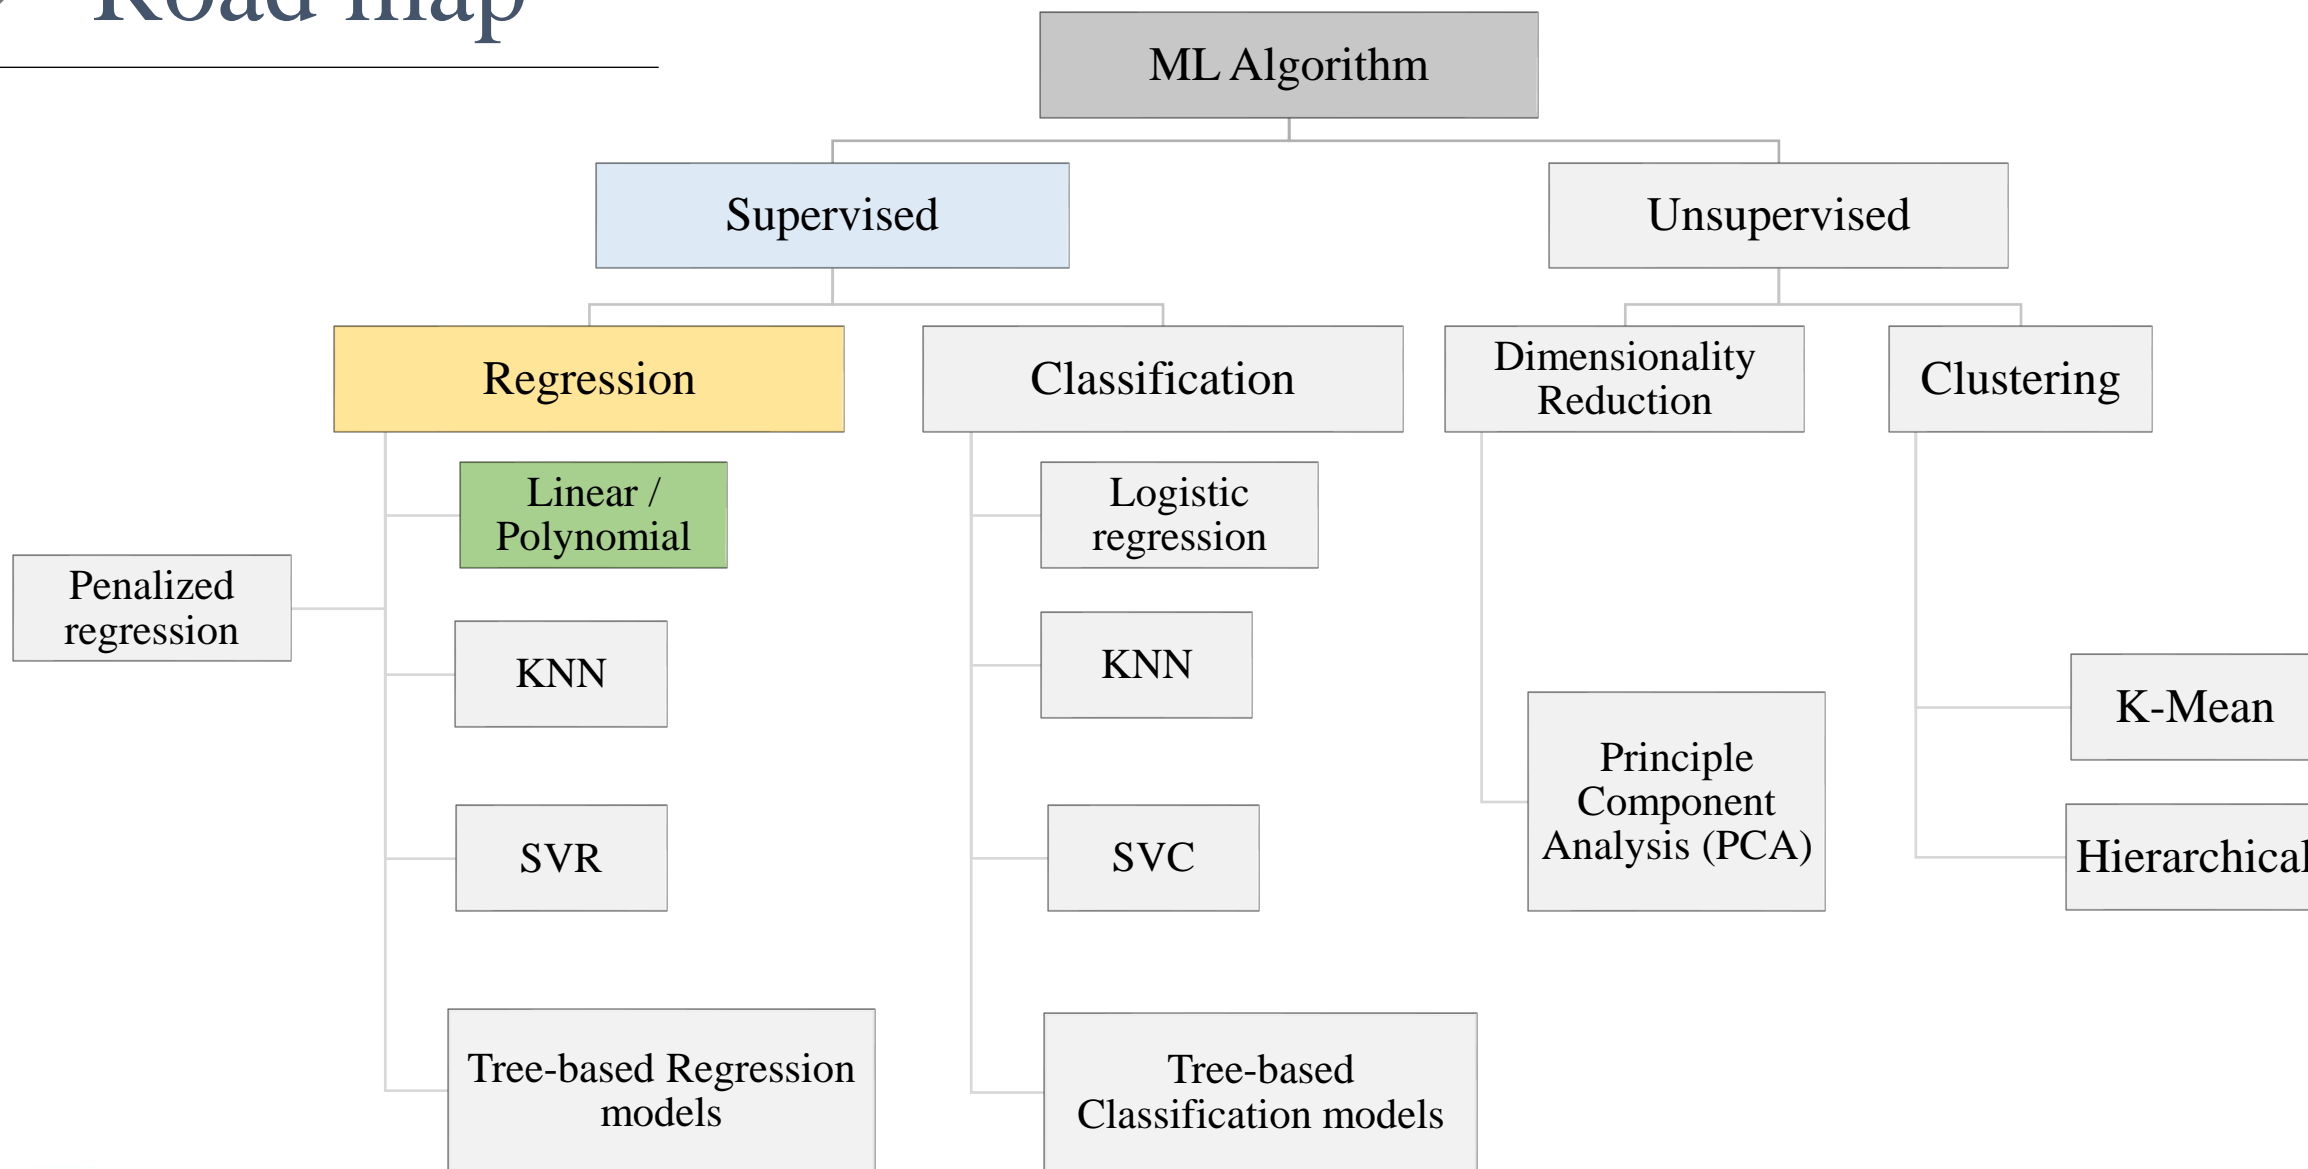 Road map
ML Algorithm
Supervised
Unsupervised
Regression
Classification
Dimensionality
Reduction
Clustering
Linear /
Polynomial
Logistic
regression
Penalized
regression
KNN
KNN
K-Mean
Principle
Component
Analysis (PCA)
SVR
SVC
Hierarchical
Tree-based Regression
models
Tree-based
Classification models